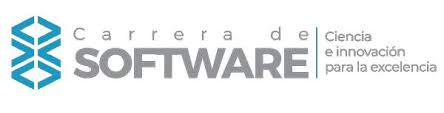 Carrera de
SOFTWARE
Ciencia
e innovación
para la excelencia